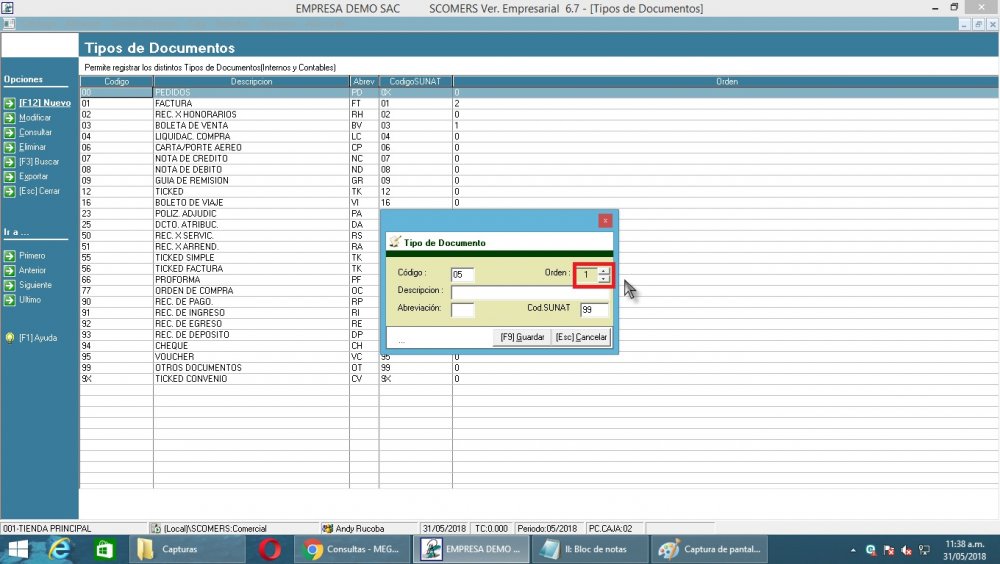 EMPRESA DEMO SAC SCOMERS Ver. Empresarial 6.7 - [Tipos de Documentos]
Tipos de Documentos
Permite registrar los distintos Tipos de Documentos(Internos y Contables)
Opciones
[F12] Nuevo
Modificar
Consultar
Eliminar
[F3] Buscar
Exportar
[Esc] Cerrar
Ir a ...
Primero
Anterior
Siguiente
Ultimo
[F1] Ayuda
Codigo Descripcion Abrev CodigoSUNAT Orden
00 PEDIDOS PD 0X 0
01 FACTURA FT 01 2
02 REC. X HONORARIOS RH 02 0
03 BOLETA DE VENTA BV 03 1
04 LIQUIDAC. COMPRA LC 04 0
06 CARTA/PORTE AEREO CP 06 0
07 NOTA DE CREDITO NC 07 0
08 NOTA DE DEBITO ND 08 0
09 GUIA DE REMISION GR 09 0
12 TICKED TK 12 0
16 BOLETO DE VIAJE VI 16 0
23 POLIZ. ADJUDIC PA
25 DCTO. ATRIBUC. DA
50 REC. X SERVIC. RS
51 REC. X ARREND. RA
55 TICKED SIMPLE TK
56 TICKED FACTURA TK
66 PROFORMA PF
77 ORDEN DE COMPRA OC
90 REC. DE PAGO. RP
91 REC. DE INGRESO RI
92 REC. DE EGRESO RE
93 REC. DE DEPOSITO DP
94 CHEQUE CH
95 VOUCHER VC 95 0
99 OTROS DOCUMENTOS OT 99 0
9X TICKED CONVENIO CV 9X 0
Tipo de Documento
Código : 05 Orden : 1
Descripcion :
Abreviación: Cod.SUNAT 99
... [F9] Guardar [Esc] Cancelar
001-TIENDA PRINCIPAL (Local)\SCOMERS:Comercial Andy Rucoba 31/05/2018 TC:0.000 Periodo:05/2018 PC.CAJA:02
Capturas Consultas - MEG... EMPRESA DEMO ... II: Bloc de notas Captura de pantal... 11:38 a.m.
31/05/2018